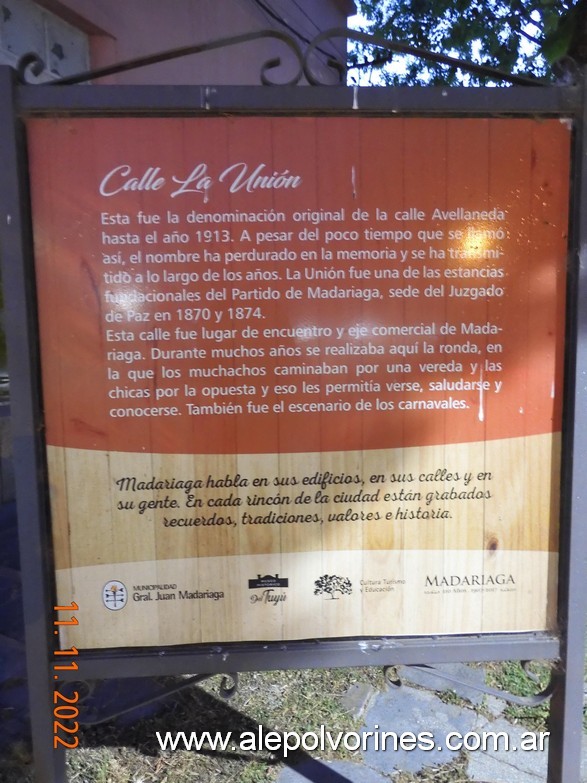 Calle La Unión
Esta fue la denominación original de la calle Avellaneda
hasta el año 1913. A pesar del poco tiempo que se llamó
así, el nombre ha perdurado en la memoria y se ha transmi-
tido a lo largo de los años. La Unión fue una de las estancias
fundacionales del Partido de Madariaga, sede del Juzgado
de Paz en 1870 y 1874.
Esta calle fue lugar de encuentro y eje comercial de Mada-
riaga. Durante muchos años se realizaba aquí la ronda, en
la que los muchachos caminaban por una vereda y las
chicas por la opuesta y eso les permitía verse, saludarse y
conocerse. También fue el escenario de los carnavales.
Madariaga habla en sus edificios, en sus calles y en
su gente. En cada rincón de la ciudad están grabados
recuerdos, tradiciones, valores e historia.
MUNICIPALIDAD
Gral. Juan Madariaga
MUSEO
HISTÓRICO
Del Tuyú
Cultura Turismo
y Educación
MADARIAGA
11.11.2022
www.alepolvorines.com.ar